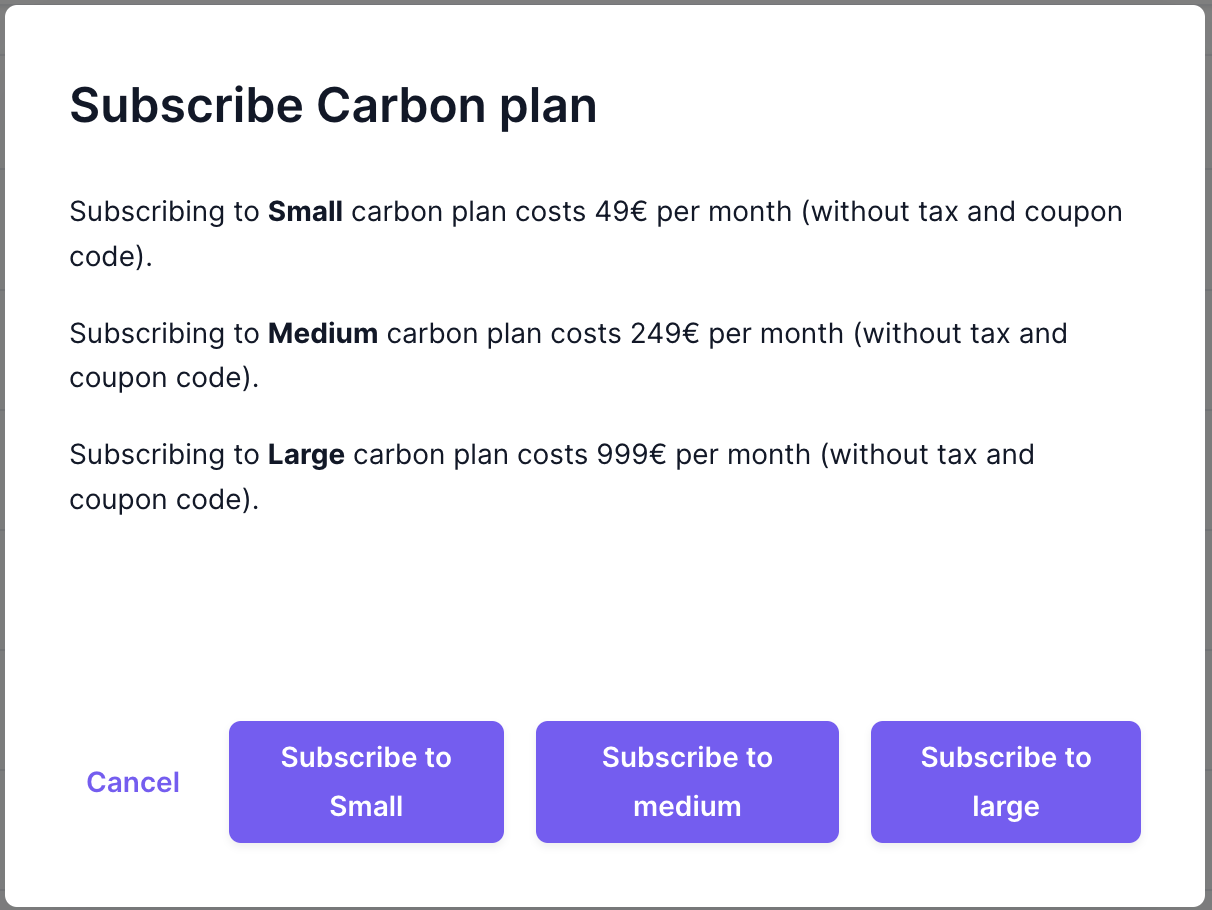 Subscribe Carbon plan
Subscribing to Small carbon plan costs 49€ per month (without tax and coupon
code).
Subscribing to Medium carbon plan costs 249€ per month (without tax and
coupon code).
Subscribing to Large carbon plan costs 999€ per month (without tax and
coupon code).
Cancel
Subscribe to
Small
Subscribe to
medium
Subscribe to
large